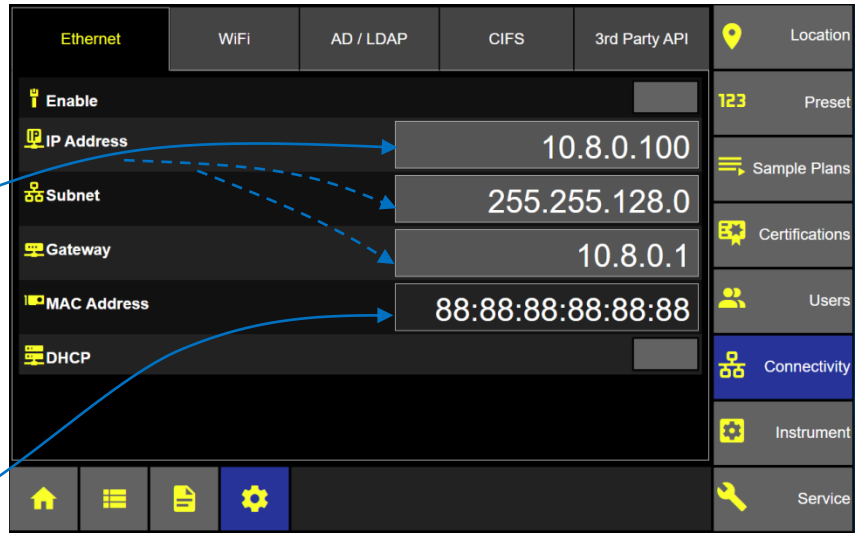 Ethernet WiFi AD / LDAP CIFS 3rd Party API
Location
Enable
123 Preset
IP IP Address 10.8.0.100
Sample Plans
Subnet 255.255.128.0
Certifications
Gateway 10.8.0.1
MAC Address 88:88:88:88:88:88
Users
DHCP
Connectivity
Instrument
Service